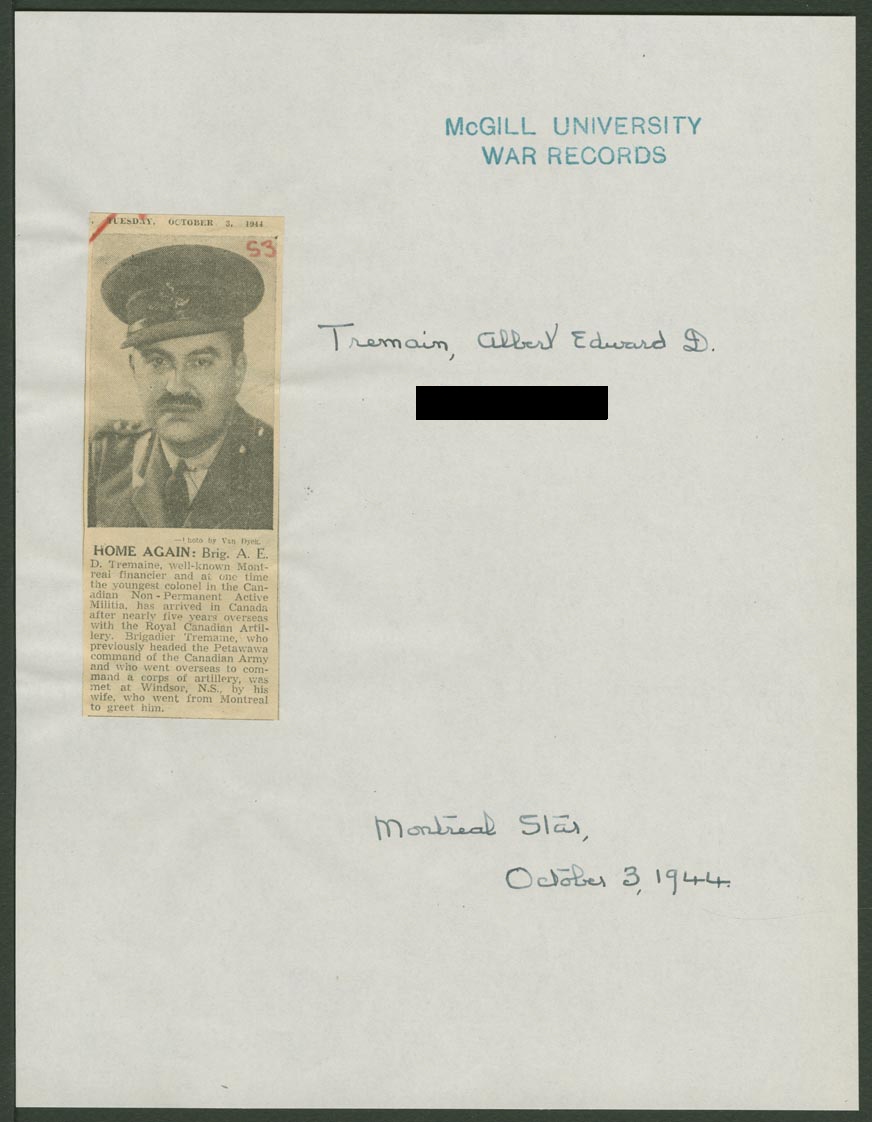 McGILL UNIVERSITY
WAR RECORDS
TUESDAY, OCTOBER 3, 1944
53
Tremain, Albert Edward D.
—Photo by Van Dyck.
HOME AGAIN: Brig. A. E.
D. Tremaine, well-known Mont-
real financier and at one time
the youngest colonel in the Can-
adian Non-Permanent Active
Militia, has arrived in Canada
after nearly five years overseas
with the Royal Canadian Artil-
lery. Brigadier Tremaine, who
previously headed the Petawawa
command of the Canadian Army
and who went overseas to com-
mand a corps of artillery, was
met at Windsor, N.S., by his
wife, who went from Montreal
to greet him.
Montreal Star,
October 3, 1944.